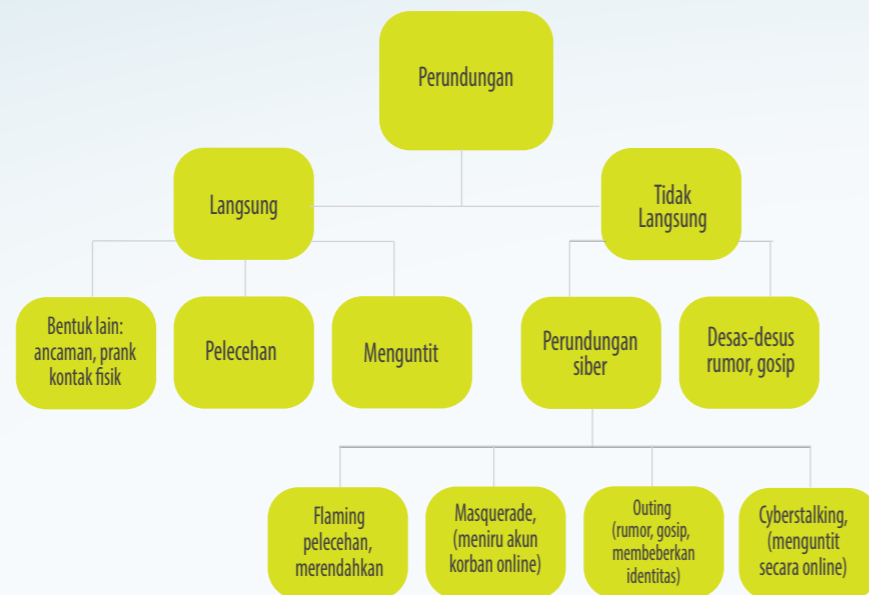 Perundungan
Langsung
Tidak
Langsung
Bentuk lain:
ancaman, prank
kontak fisik
Pelecehan
Menguntit
Perundungan
siber
Desas-desus
rumor, gosip
Flaming
pelecehan,
merendahkan
Masquerade,
(meniru akun
korban online)
Outing
(rumor, gosip,
membeberkan
identitas)
Cyberstalking,
(menguntit
secara online)